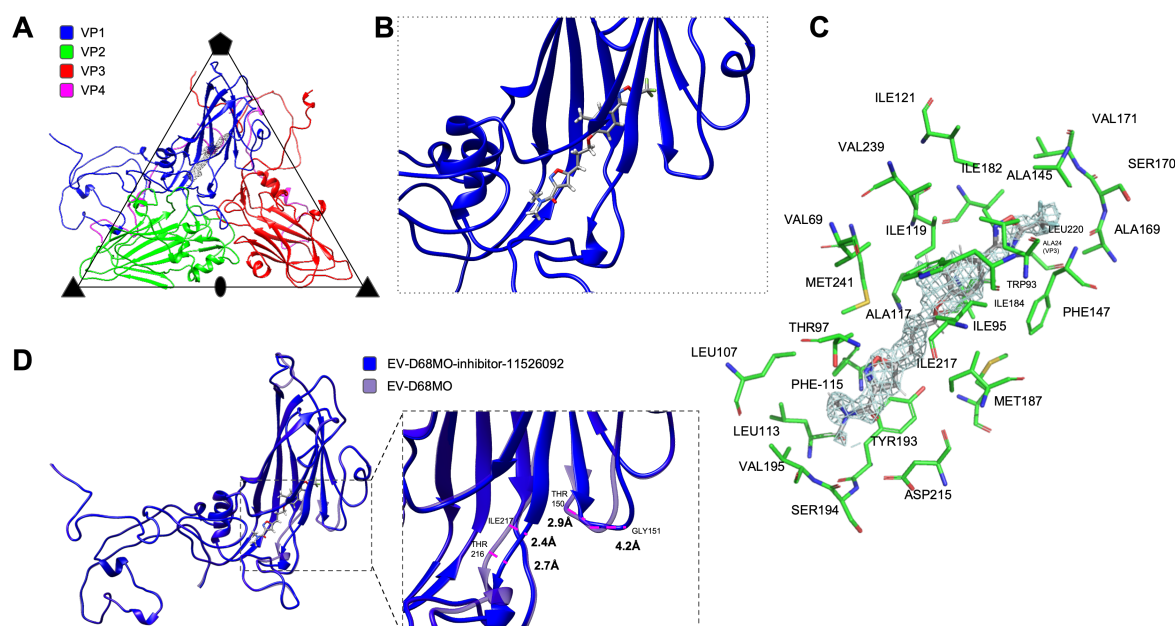 A
VP1
VP2
VP3
VP4
B
C
ILE121
VAL171
VAL239
ILE182
SER170
ALA145
VAL69
ILE119
LEU220
ALA169
ALA24
(VP3)
MET241
TRP93
ILE184
PHE147
ALA117
ILE95
THR97
ILE217
LEU107
PHE-115
MET187
LEU113
TYR193
VAL195
ASP215
SER194
D
EV-D68MO-inhibitor-11526092
EV-D68MO
THR
150
ILE217
2.9Å
GLY151
2.4Å
4.2Å
THR
216
2.7Å